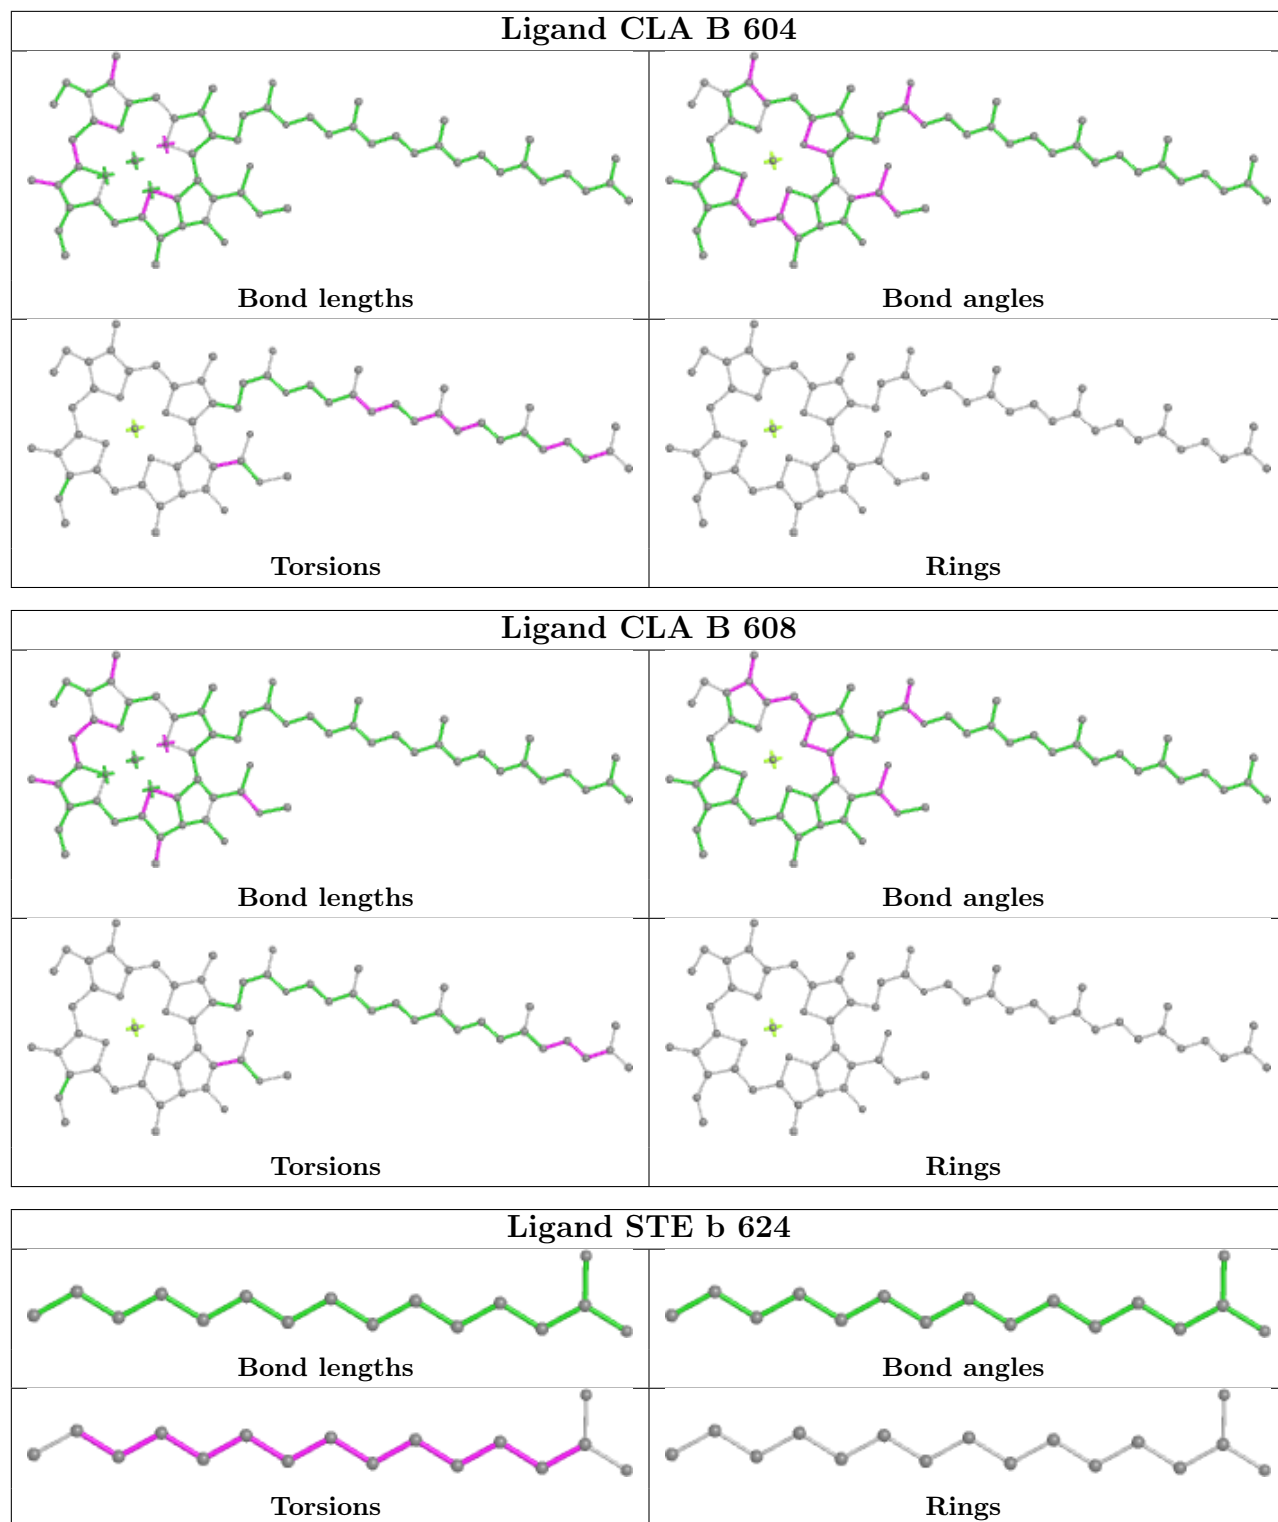 Ligand CLA B 604
Bond lengths
Bond angles
Torsions
Rings
Ligand CLA B 608
Bond lengths
Bond angles
Torsions
Rings
Ligand STE b 624
Bond lengths
Bond angles
Torsions
Rings